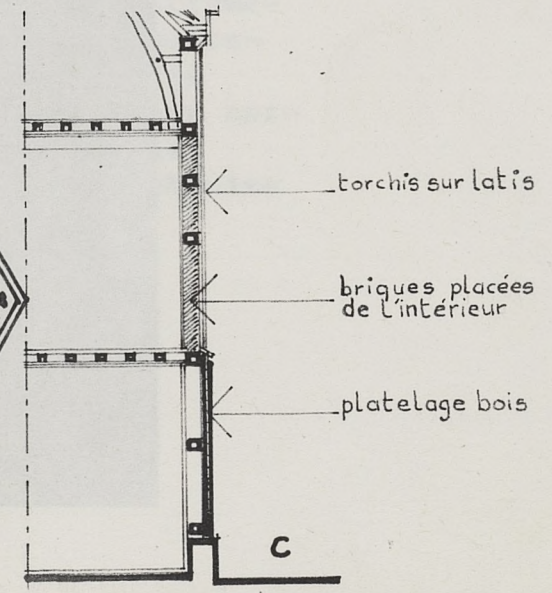 torchis sur latis
briques placées
de l'intérieur
platelage bois
C